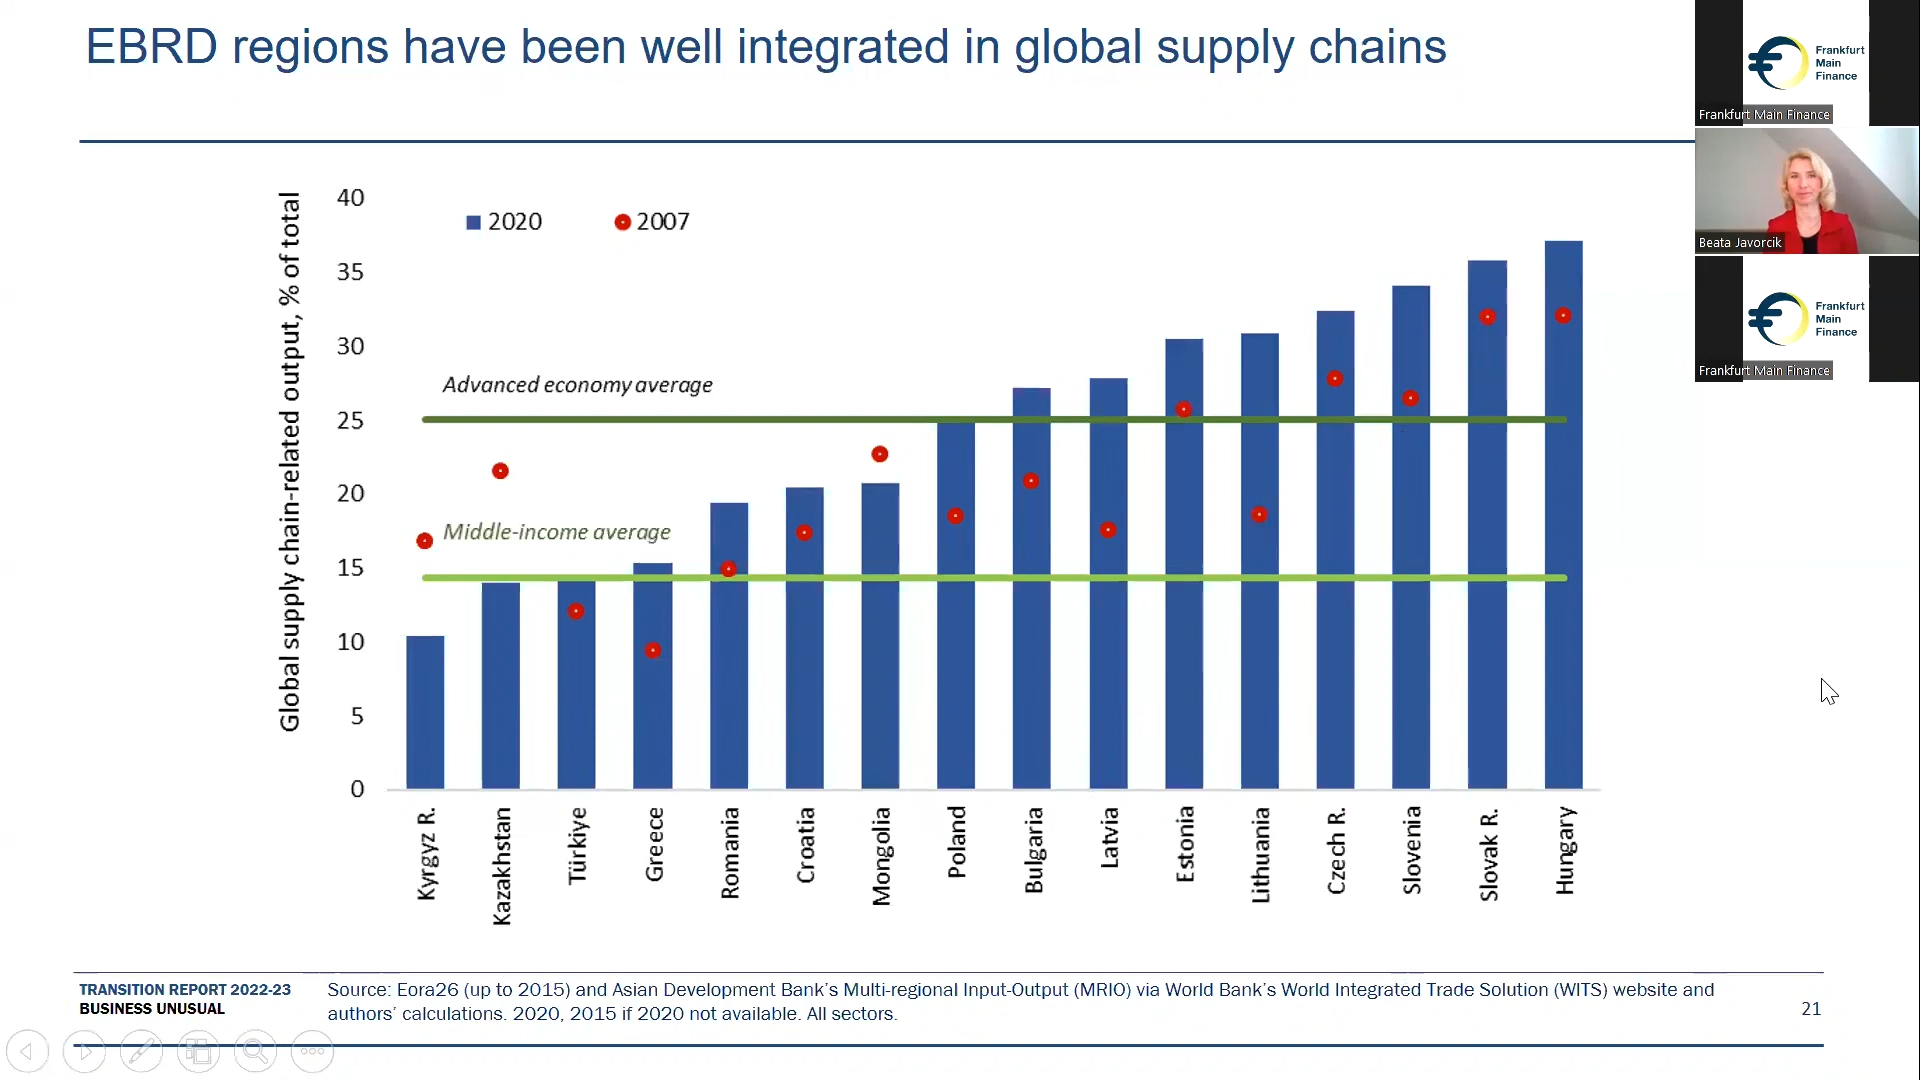 EBRD regions have been well integrated in global supply chains
Global supply chain-related output, % of total
40
35
30
25
20
15
10
5
0
2020
2007
Advanced economy average
Middle-income average
Kyrgyz R.
Kazakhstan
Türkiye
Greece
Romania
Croatia
Mongolia
Poland
Bulgaria
Latvia
Estonia
Lithuania
Czech R.
Slovenia
Slovak R.
Hungary
TRANSITION REPORT 2022-23
BUSINESS UNUSUAL
Source: Eora26 (up to 2015) and Asian Development Bank’s Multi-regional Input-Output (MRIO) via World Bank’s World Integrated Trade Solution (WITS) website and
authors’ calculations. 2020, 2015 if 2020 not available. All sectors.
21
Frankfurt
Main
Finance
Frankfurt Main Finance
Beata Javorcik
Frankfurt
Main
Finance
Frankfurt Main Finance